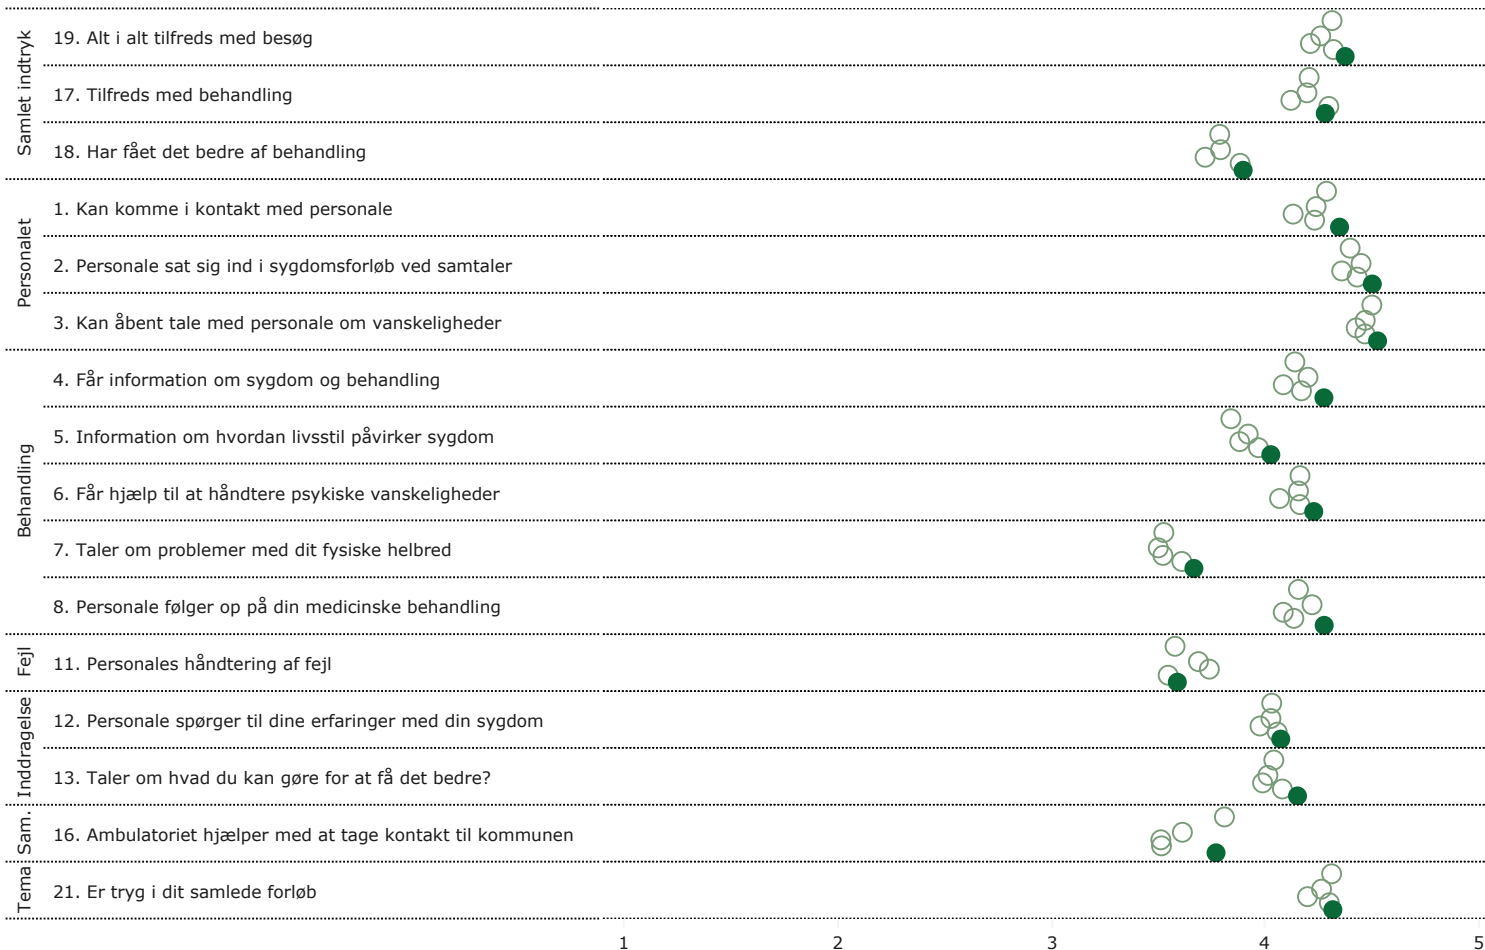 Samlet indtryk
19. Alt i alt tilfreds med besøg
17. Tilfreds med behandling
18. Har fået det bedre af behandling
Personalet
1. Kan komme i kontakt med personale
2. Personale sat sig ind i sygdomsforløb ved samtaler
3. Kan åbent tale med personale om vanskeligheder
Behandling
4. Får information om sygdom og behandling
5. Information om hvordan livsstil påvirker sygdom
6. Får hjælp til at håndtere psykiske vanskeligheder
7. Taler om problemer med dit fysiske helbred
8. Personale følger op på din medicinske behandling
Fejl
11. Personales håndtering af fejl
Inddragelse
12. Personale spørger til dine erfaringer med din sygdom
13. Taler om hvad du kan gøre for at få det bedre?
Sam.
16. Ambulatoriet hjælper med at tage kontakt til kommunen
Tema
21. Er tryg i dit samlede forløb
1 2 3 4 5